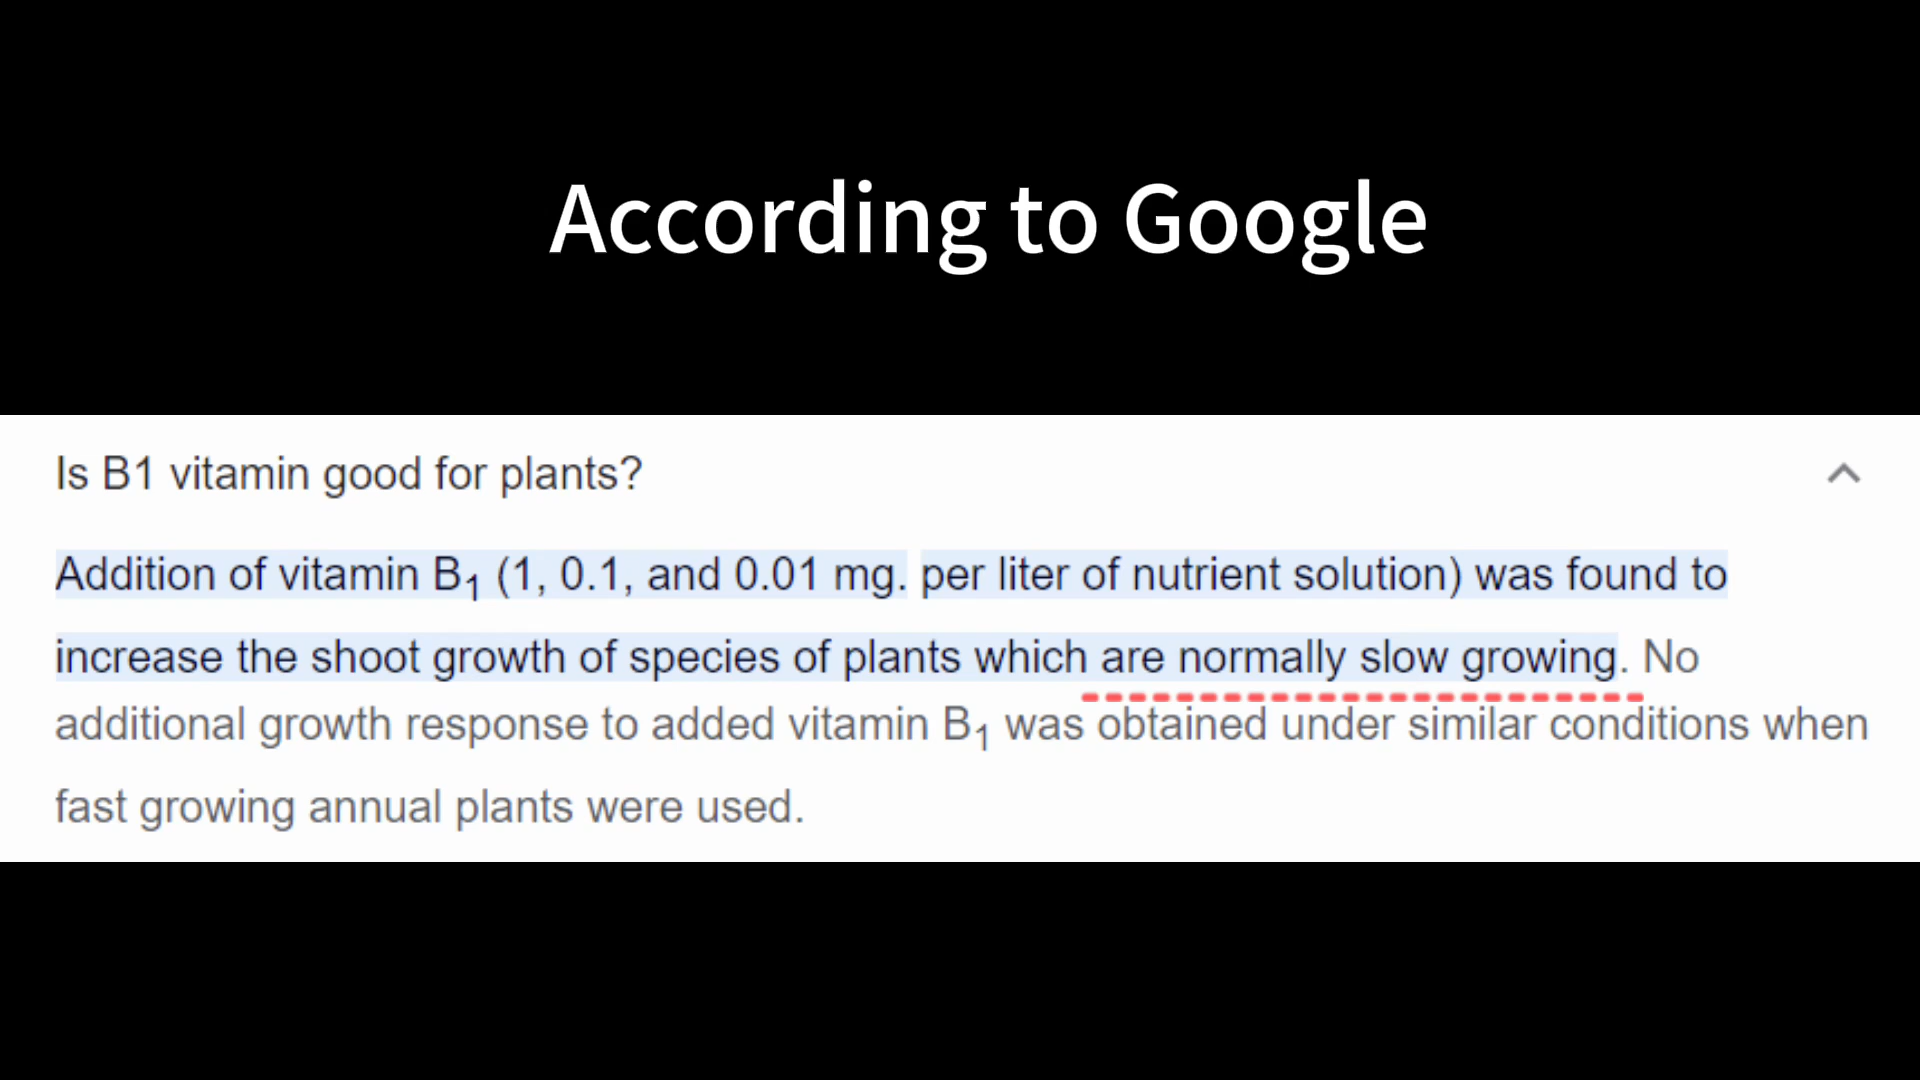 According to Google
Is B1 vitamin good for plants?
Addition of vitamin B₁ (1, 0.1, and 0.01 mg. per liter of nutrient solution) was found to
increase the shoot growth of species of plants which are normally slow growing. No
additional growth response to added vitamin B₁ was obtained under similar conditions when
fast growing annual plants were used.